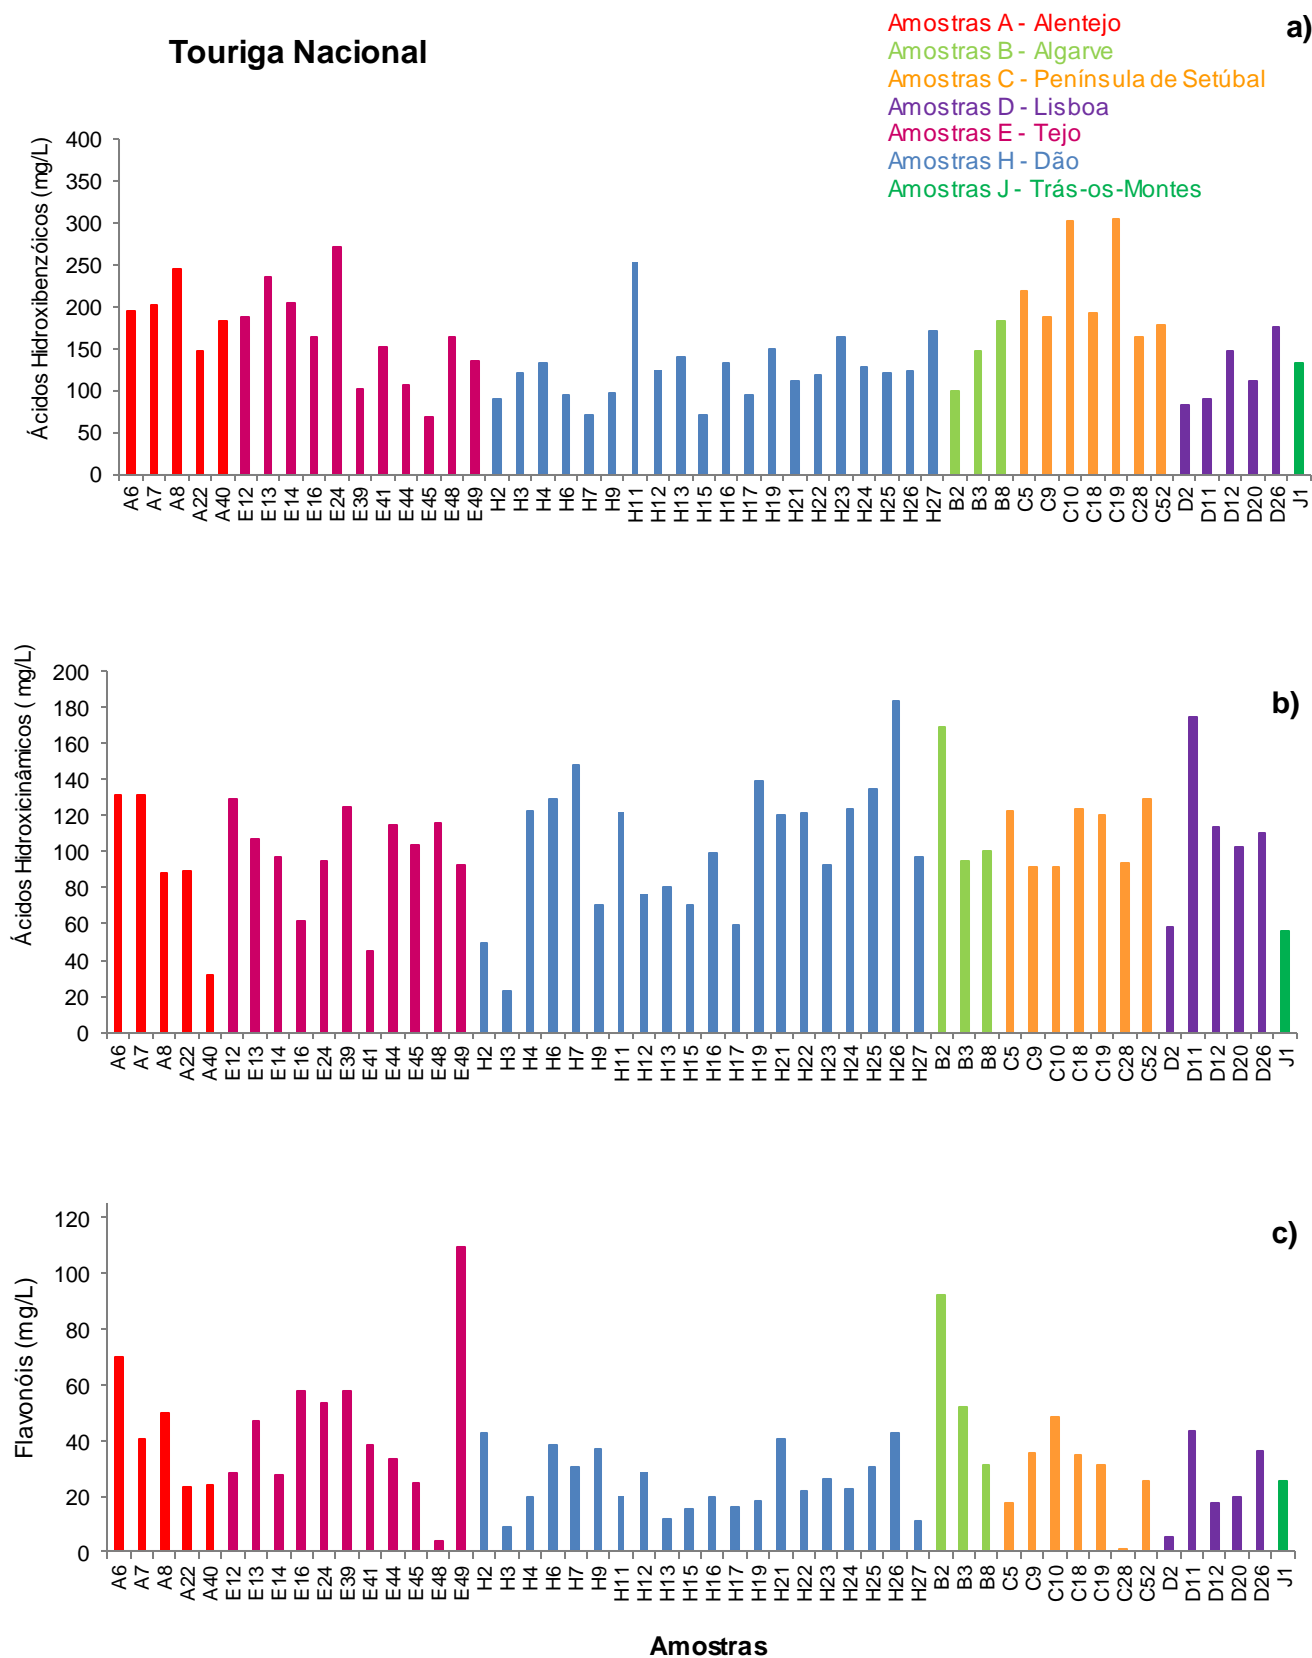 Touriga Nacional
Amostras A - Alentejo
Amostras B - Algarve
Amostras C - Península de Setúbal
Amostras D - Lisboa
Amostras E - Tejo
Amostras H - Dão
Amostras J - Trás-os-Montes
a)
Ácidos Hidroxibenzóicos (mg/L)
400
350
300
250
200
150
100
50
0
A6 A7 A8 A22 A40 E12 E13 E14 E16 E24 E39 E41 E44 E45 E48 E49 H2 H3 H4 H6 H7 H9 H11 H12 H13 H15 H16 H17 H19 H21 H22 H23 H24 H25 H26 H27 B2 B3 B8 C5 C9 C10 C18 C19 C28 C52 D2 D11 D12 D20 D26 J1
b)
Ácidos Hidroxicinâmicos ( mg/L)
200
180
160
140
120
100
80
60
40
20
0
A6 A7 A8 A22 A40 E12 E13 E14 E16 E24 E39 E41 E44 E45 E48 E49 H2 H3 H4 H6 H7 H9 H11 H12 H13 H15 H16 H17 H19 H21 H22 H23 H24 H25 H26 H27 B2 B3 B8 C5 C9 C10 C18 C19 C28 C52 D2 D11 D12 D20 D26 J1
c)
Flavonóis (mg/L)
120
100
80
60
40
20
0
A6 A7 A8 A22 A40 E12 E13 E14 E16 E24 E39 E41 E44 E45 E48 E49 H2 H3 H4 H6 H7 H9 H11 H12 H13 H15 H16 H17 H19 H21 H22 H23 H24 H25 H26 H27 B2 B3 B8 C5 C9 C10 C18 C19 C28 C52 D2 D11 D12 D20 D26 J1
Amostras